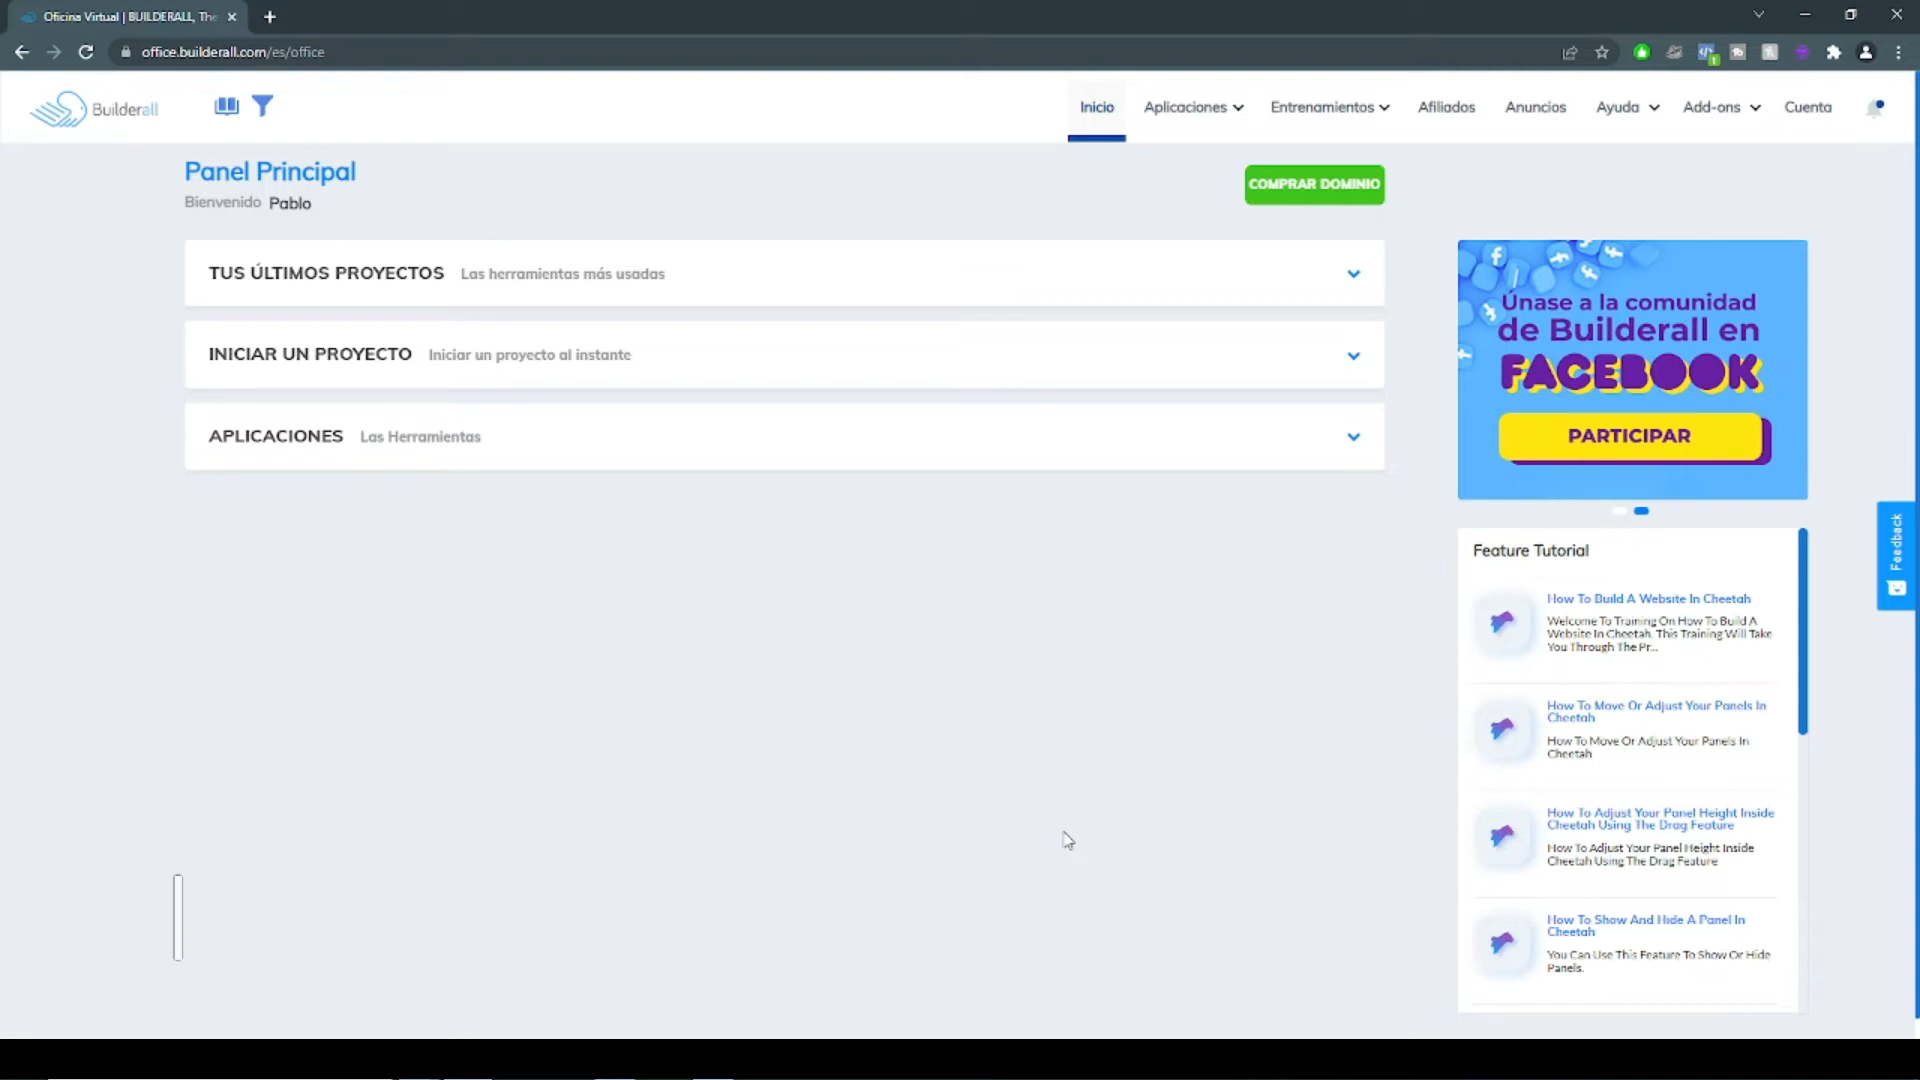 Oficina Virtual | BUILDERALL, The
office.builderall.com/es/office
Builderall
Inicio
Aplicaciones
Entrenamientos
Afiliados
Anuncios
Ayuda
Add-ons
Cuenta
Panel Principal
Bienvenido Pablo
COMPRAR DOMINIO
TUS ÚLTIMOS PROYECTOS Las herramientas más usadas
INICIAR UN PROYECTO Iniciar un proyecto al instante
APLICACIONES Las Herramientas
Únase a la comunidad
de Builderall en
FACEBOOK
PARTICIPAR
Feedback
Feature Tutorial
How To Build A Website In Cheetah
Welcome To Training On How To Build A
Website In Cheetah. This Training Will Take
You Through The Pr...
How To Move Or Adjust Your Panels In
Cheetah
How To Move Or Adjust Your Panels In
Cheetah
How To Adjust Your Panel Height Inside
Cheetah Using The Drag Feature
How To Adjust Your Panel Height Inside
Cheetah Using The Drag Feature
How To Show And Hide A Panel In
Cheetah
You Can Use This Feature To Show Or Hide
Panels.